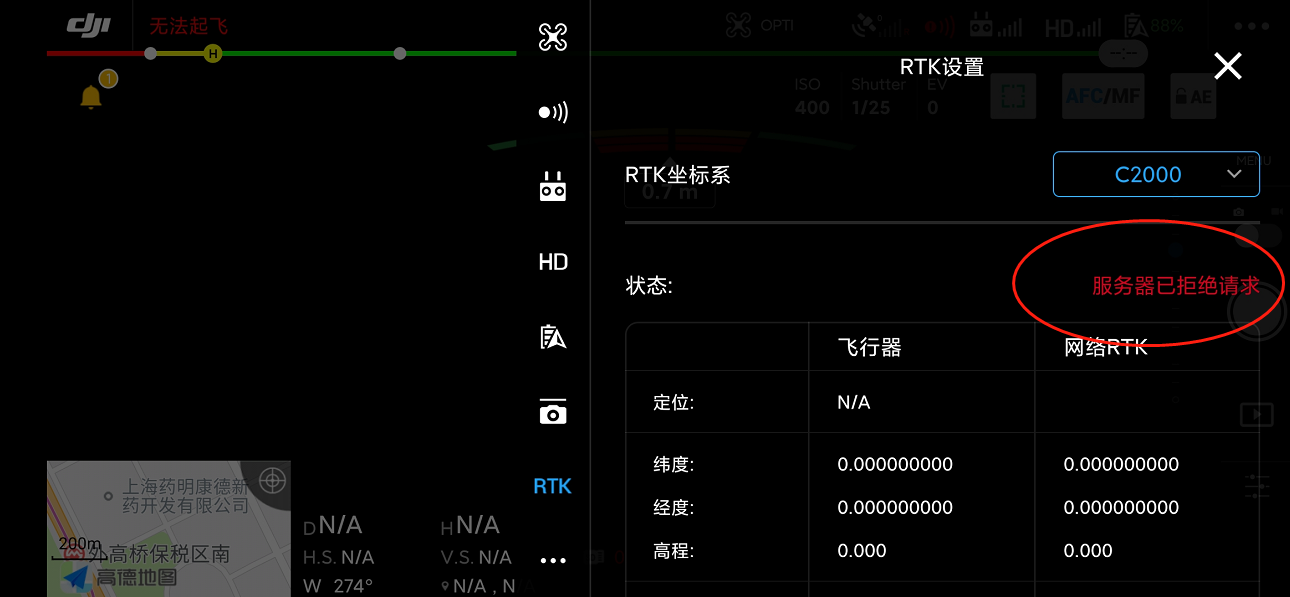 dji
无法起飞
H
OPTI
0
HD
88%
1
RTK设置
ISO
400
Shutter
1/25
EV
0
AFC/MF
AE
RTK坐标系
C2000
MENU
0.7 m
HD
状态:
服务器已拒绝请求
飞行器
网络RTK
定位:
N/A
纬度:
0.000000000
0.000000000
经度:
0.000000000
0.000000000
高程:
0.000
0.000
RTK
上海药明康德新
药开发有限公司
200m
外高桥保税区南
高德地图
D N/A
H N/A
H.S. N/A
V.S. N/A
W 274°
N/A , N